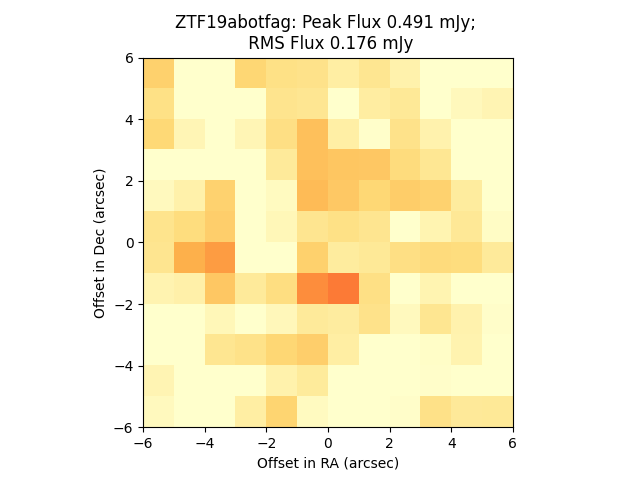 ZTF19abotfag: Peak Flux 0.491 mJy;
RMS Flux 0.176 mJy
6
4
2
0
−2
−4
−6
Offset in Dec (arcsec)
−6 −4 −2 0 2 4 6
Offset in RA (arcsec)